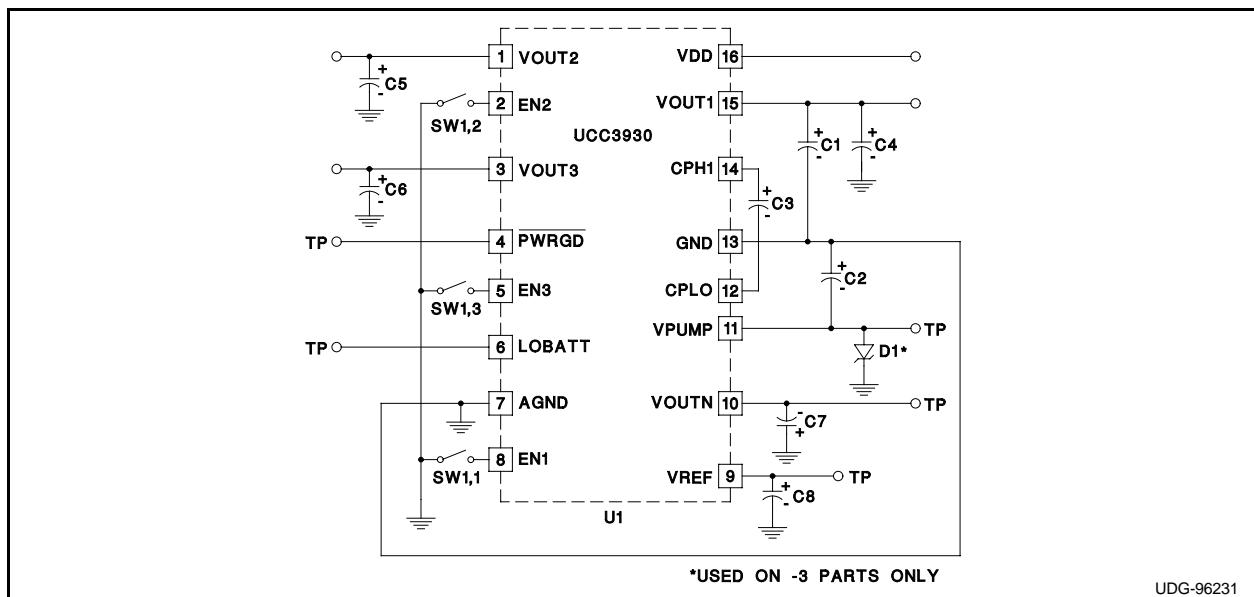 1 VOUT2
VDD 16
+
C5
-
2 EN2
SW1,2
VOUT1 15
UCC3930
+
C1
-
+
C4
-
3 VOUT3
+
C6
-
CPH1 14
+
C3
-
TP
4 PWRGD
GND 13
+
C2
-
5 EN3
SW1,3
CPLO 12
VPUMP 11
TP
D1*
TP
6 LOBATT
7 AGND
VOUTN 10
TP
-
C7
+
8 EN1
SW1,1
VREF 9
TP
+
C8
-
U1
*USED ON -3 PARTS ONLY
UDG-96231